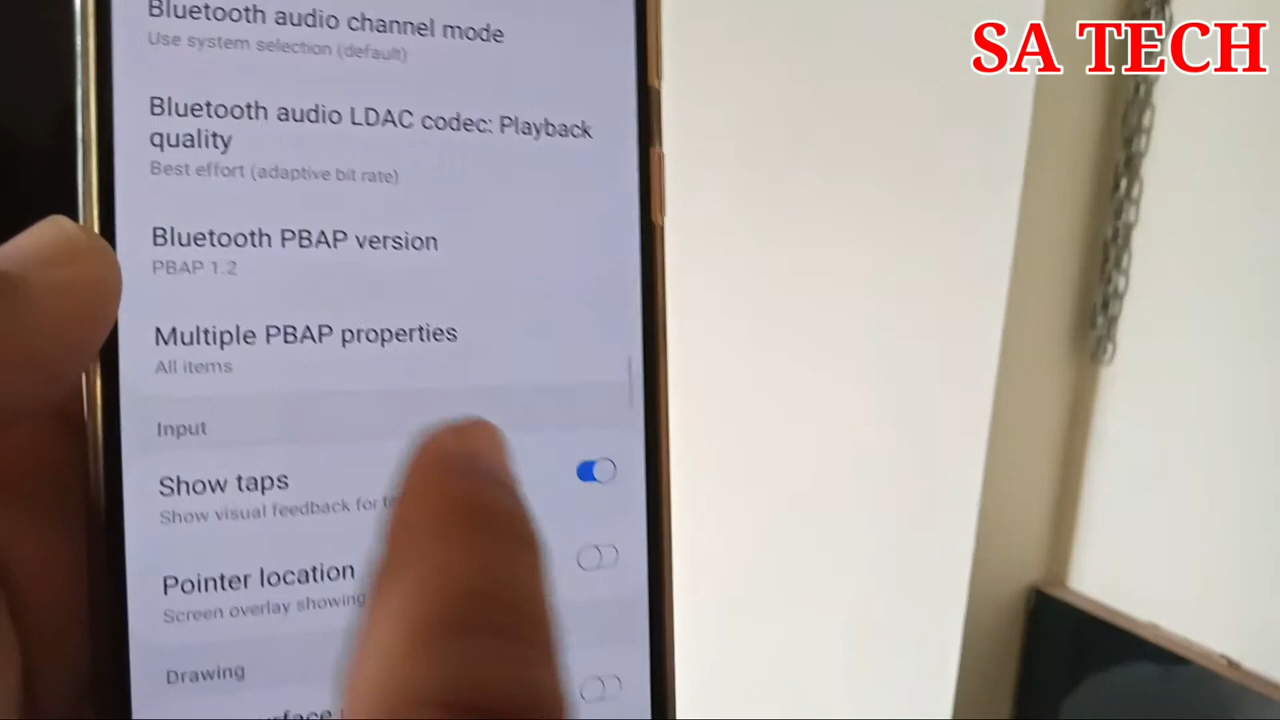 SA TECH
Bluetooth audio channel mode
Use system selection (default)
Bluetooth audio LDAC codec: Playback
quality
Best effort (adaptive bit rate)
Bluetooth PBAP version
PBAP 1.2
Multiple PBAP properties
All items
Input
Show taps
Show visual feedback for
Pointer location
Screen overlay showing
Drawing